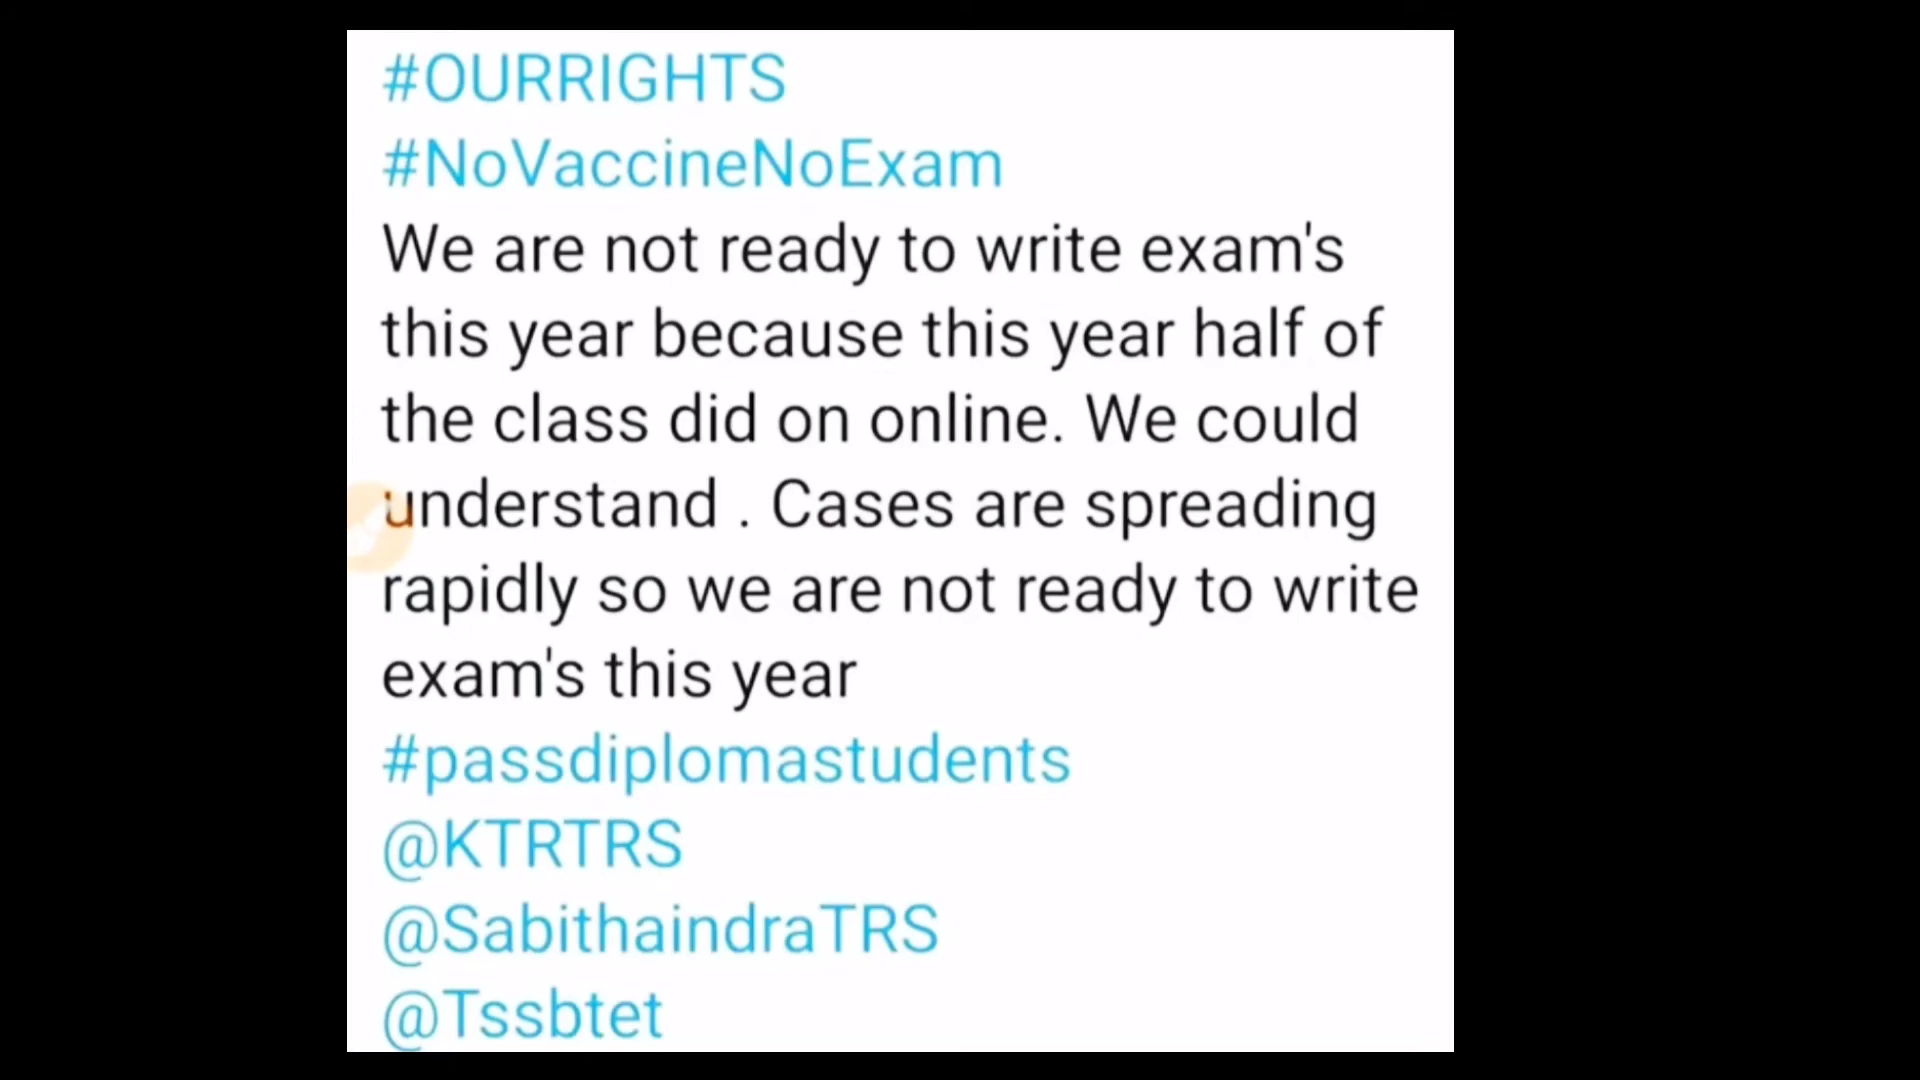 #OURRIGHTS
#NoVaccineNoExam
We are not ready to write exam's
this year because this year half of
the class did on online. We could
understand . Cases are spreading
rapidly so we are not ready to write
exam's this year
#passdiplomastudents
@KTRTRS
@SabithaindraTRS
@Tssbtet